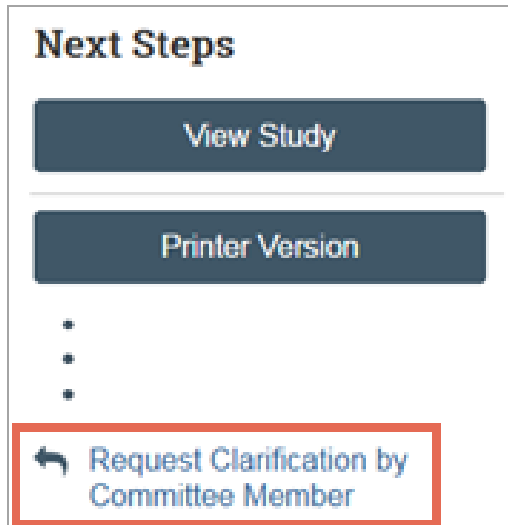 Next Steps
View Study
Printer Version
Request Clarification by
Committee Member